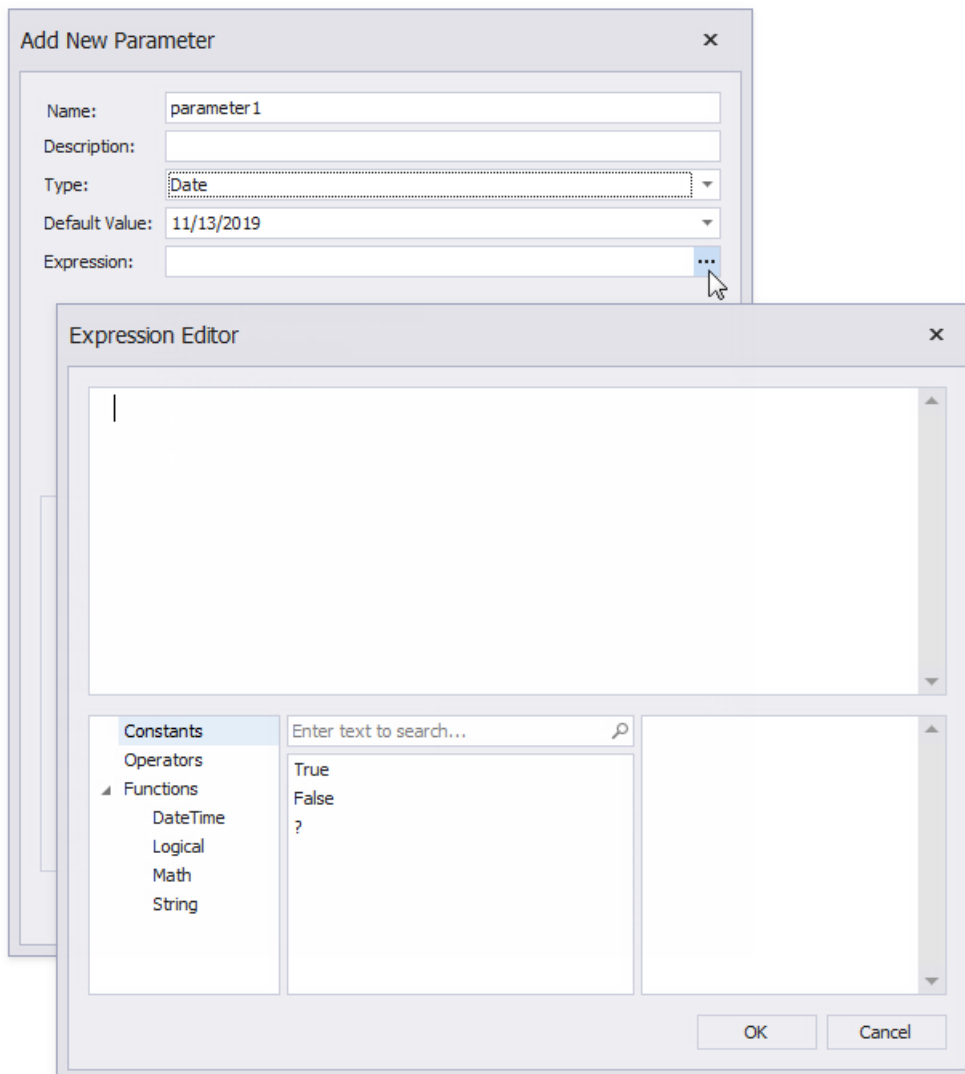 Add New Parameter
Name: parameter1
Description:
Type: Date
Default Value: 11/13/2019
Expression: ...
Expression Editor
Constants
Operators
Functions
DateTime
Logical
Math
String
Enter text to search...
True
False
?
OK Cancel